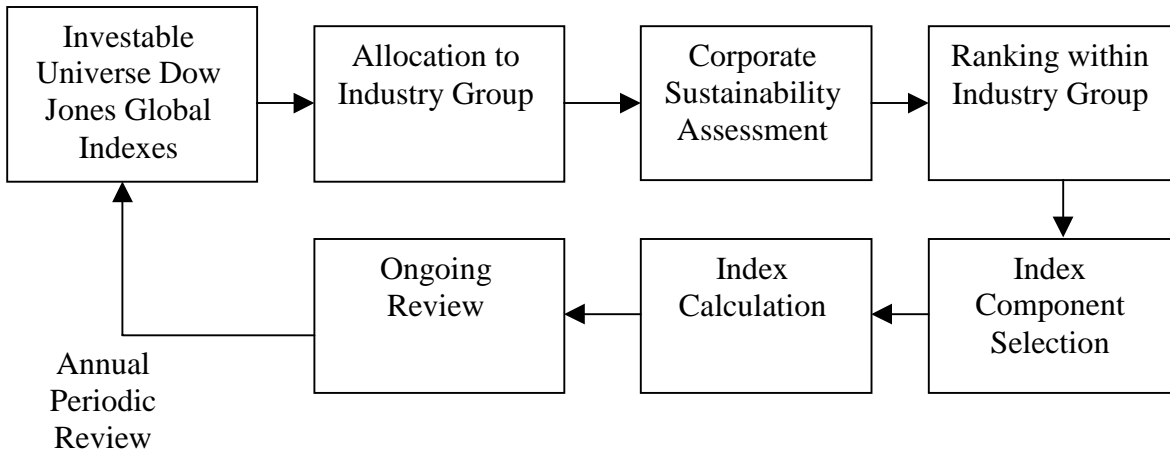 Investable
Universe Dow
Jones Global
Indexes
Allocation to
Industry Group
Corporate
Sustainability
Assessment
Ranking within
Industry Group
Index
Component
Selection
Index
Calculation
Ongoing
Review
Annual
Periodic
Review